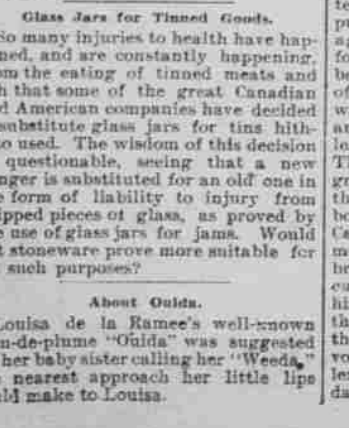 Glass Jars for Tinned Goods.
So many injuries to health have hap-
ned, and are constantly happening,
om the eating of tinned meats and
h that some of the great Canadian
d American companies have decided
substitute glass jars for tins hith-
o used. The wisdom of this decision
questionable, seeing that a new
nger is substituted for an old one in
e form of liability to injury from
ipped pieces of glass, as proved by
e use of glass jars for jams. Would
t stoneware prove more suitable for
such purposes?
About Ouida.
Louisa de la Ramee's well-known
m-de-plume "Ouida" was suggested
her baby sister calling her "Weeda,"
e nearest approach her little lips
uld make to Louisa.